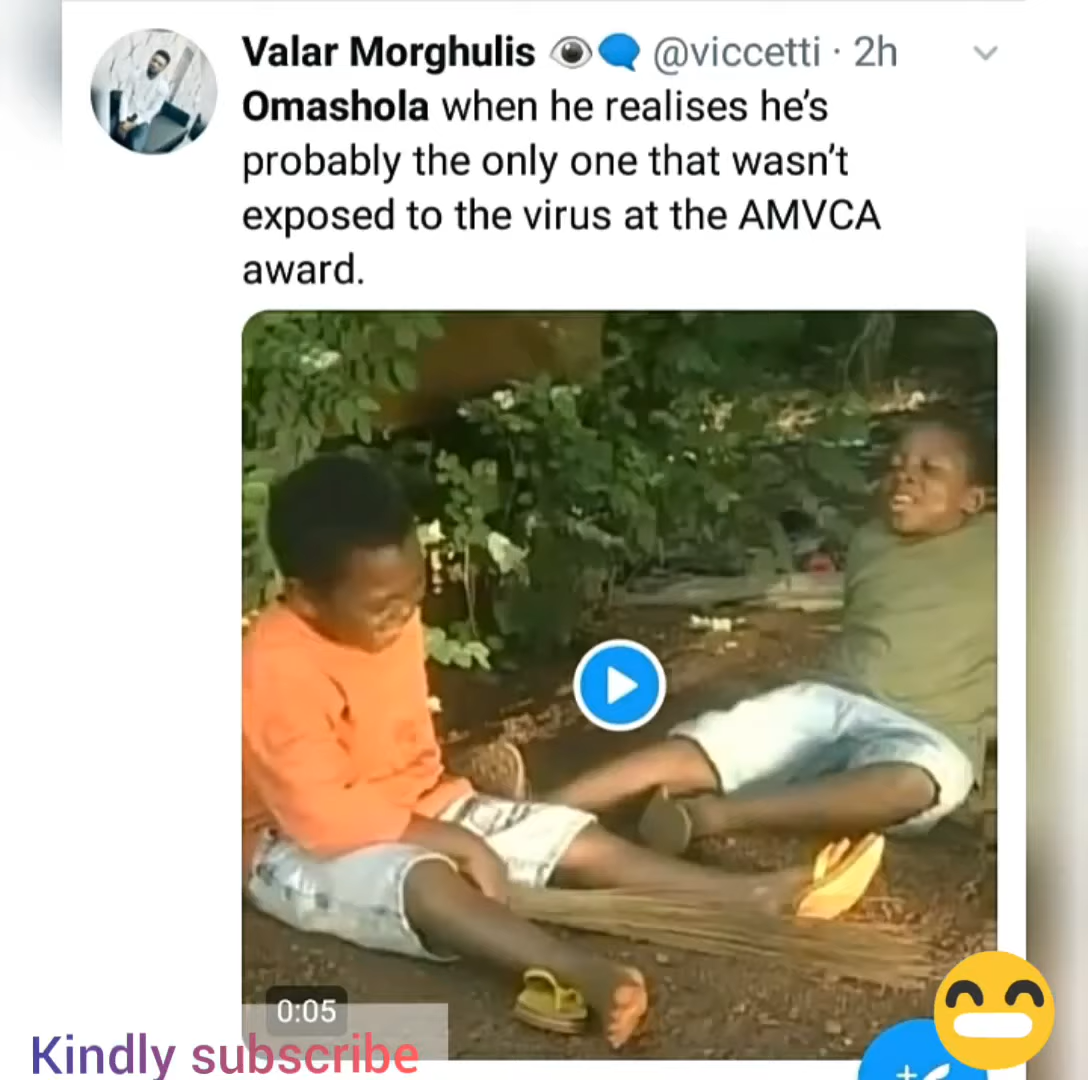 Valar Morghulis 👁️🗨️ @viccetti · 2h
Omashola when he realises he's
probably the only one that wasn't
exposed to the virus at the AMVCA
award.
0:05
Kindly subscribe